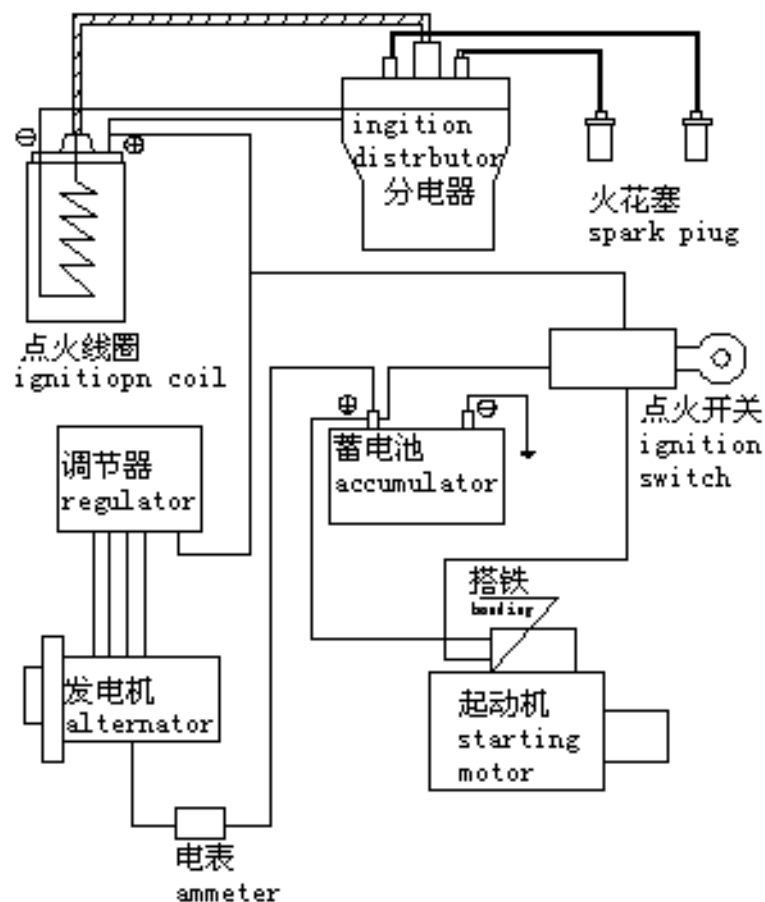 ingition
distrbutor
分电器
火花塞
spark piug
点火线圈
ignitiopn coil
点火开关
ignition
switch
蓄电池
accumulator
调节器
regulator
搭铁
bonding
发电机
alternator
起动机
starting
motor
电表
ammeter